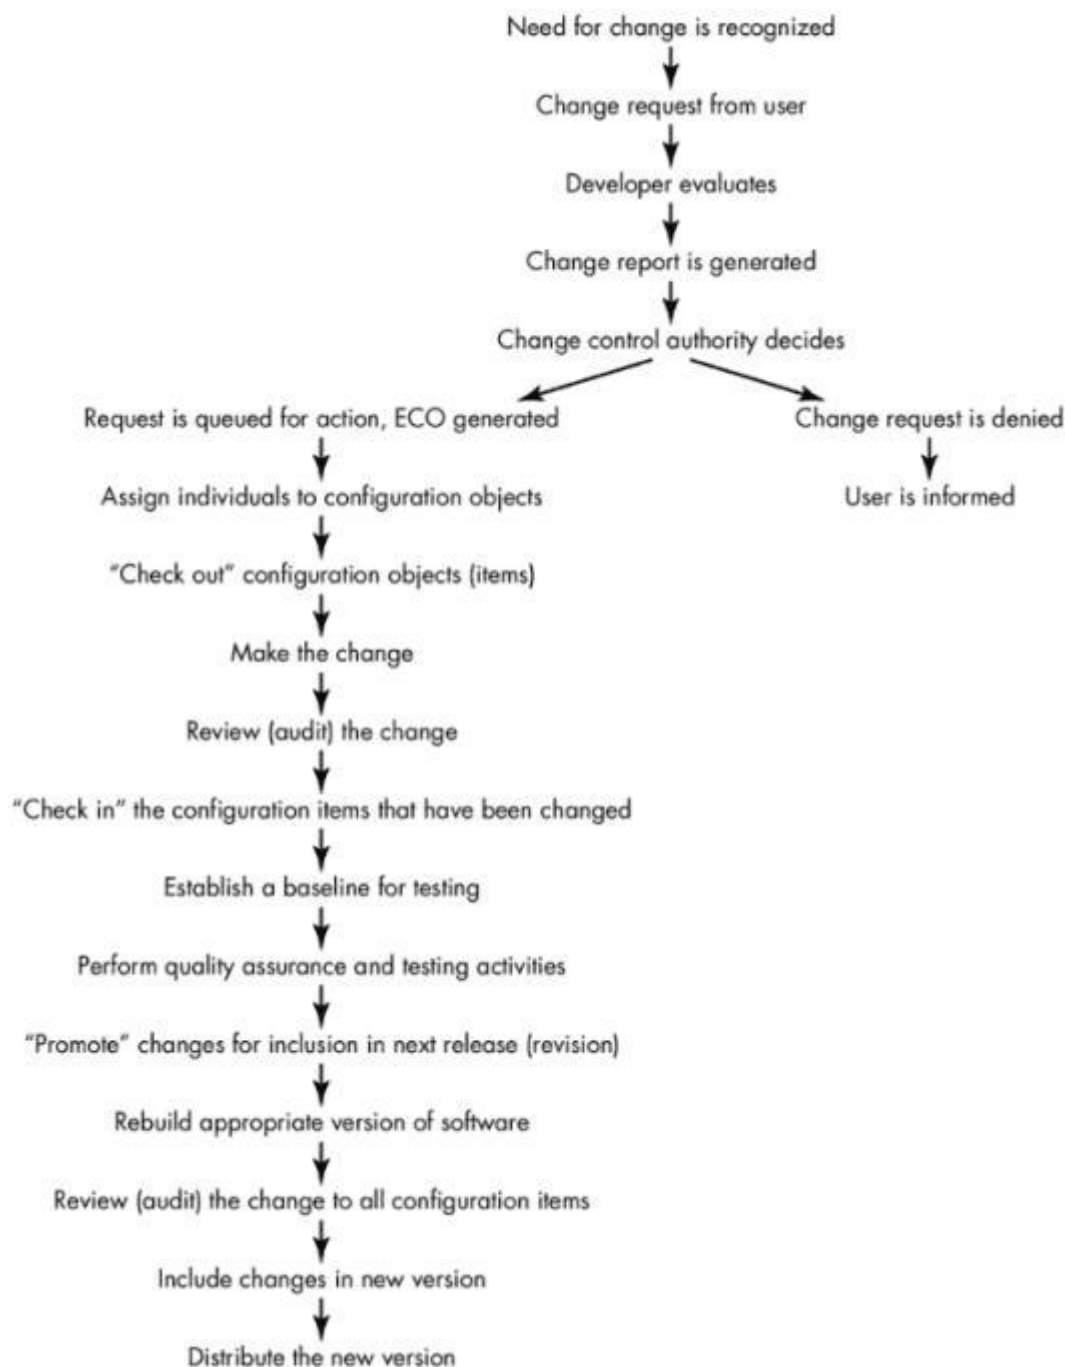 Need for change is recognized
Change request from user
Developer evaluates
Change report is generated
Change control authority decides
Request is queued for action, ECO generated
Change request is denied
Assign individuals to configuration objects
User is informed
“Check out” configuration objects (items)
Make the change
Review (audit) the change
“Check in” the configuration items that have been changed
Establish a baseline for testing
Perform quality assurance and testing activities
“Promote” changes for inclusion in next release (revision)
Rebuild appropriate version of software
Review (audit) the change to all configuration items
Include changes in new version
Distribute the new version